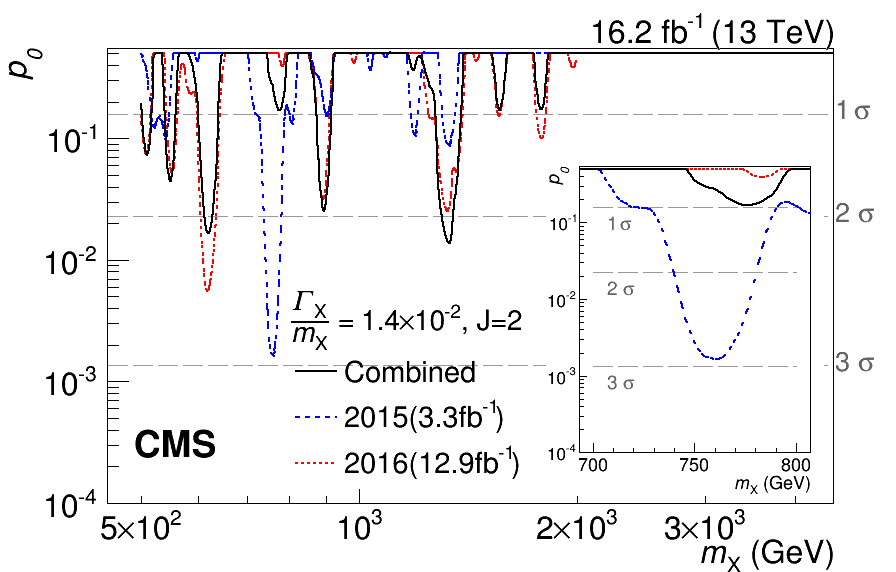 16.2 fb⁻¹ (13 TeV)
p₀
10⁻¹
10⁻²
10⁻³
10⁻⁴
1 σ
2 σ
3 σ
Γ_X/m_X = 1.4×10⁻², J=2
Combined
2015(3.3fb⁻¹)
2016(12.9fb⁻¹)
CMS
5×10² 10³ 2×10³ 3×10³
m_X (GeV)
p₀
10⁻¹
1 σ
10⁻²
2 σ
10⁻³
3 σ
10⁻⁴
700 750 800
m_X (GeV)